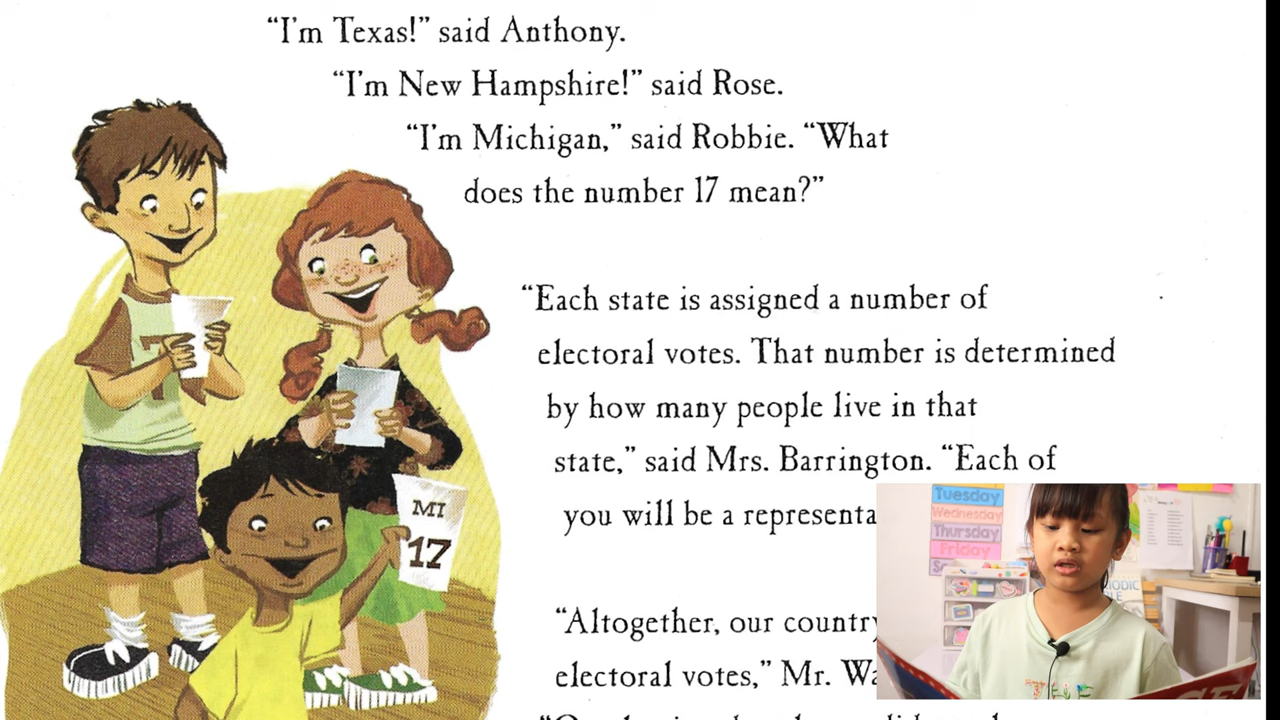 “I’m Texas!” said Anthony.
“I’m New Hampshire!” said Rose.
“I’m Michigan,” said Robbie. “What
does the number 17 mean?”
“Each state is assigned a number of
electoral votes. That number is determined
by how many people live in that
state,” said Mrs. Barrington. “Each of
you will be a
“Altogether, our country
electoral votes,” Mr.
MI
17
Tuesday
Wednesday
Thursday
Friday